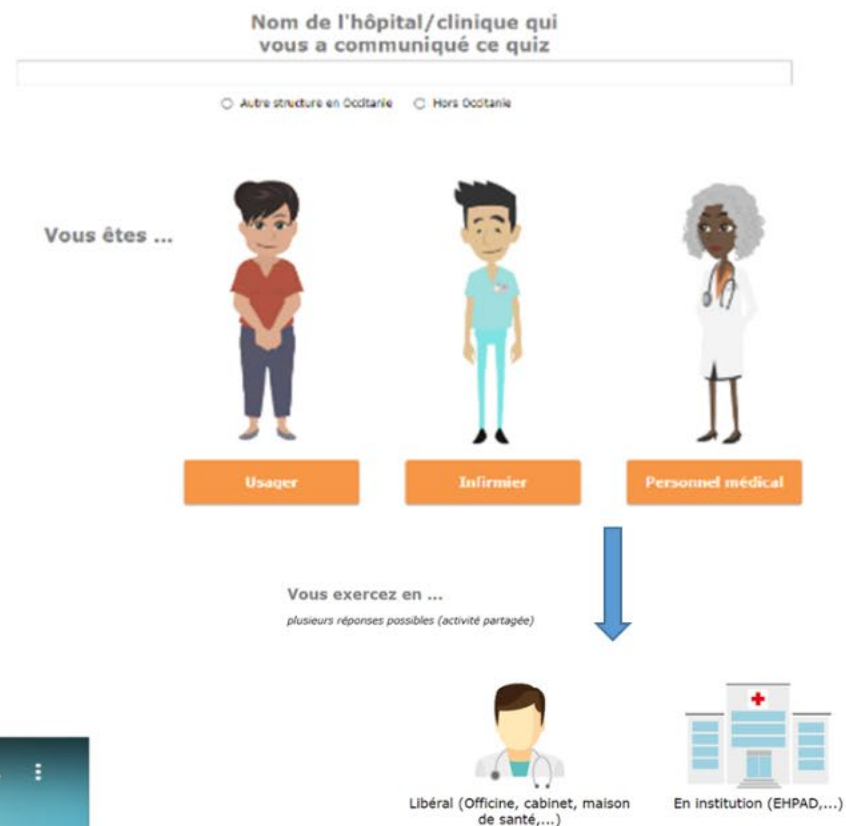 Nom de l'hôpital/clinique qui
vous a communiqué ce quiz
Autre structure en Occitanie
Hors Occitanie
Vous êtes ...
Usager
Infirmier
Personnel médical
Vous exercez en ...
plusieurs réponses possibles (activité partagée)
Libéral (Officine, cabinet, maison
de santé,...)
En institution (EHPAD,...)